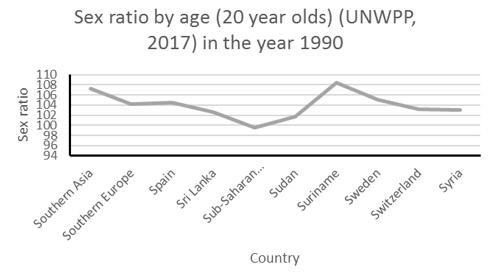 Sex ratio by age (20 year olds) (UNWPP,
2017) in the year 1990
Sex ratio
110
108
106
104
102
100
98
96
94
Southern Asia
Southern Europe
Spain
Sri Lanka
Sub-Saharan...
Sudan
Suriname
Sweden
Switzerland
Syria
Country